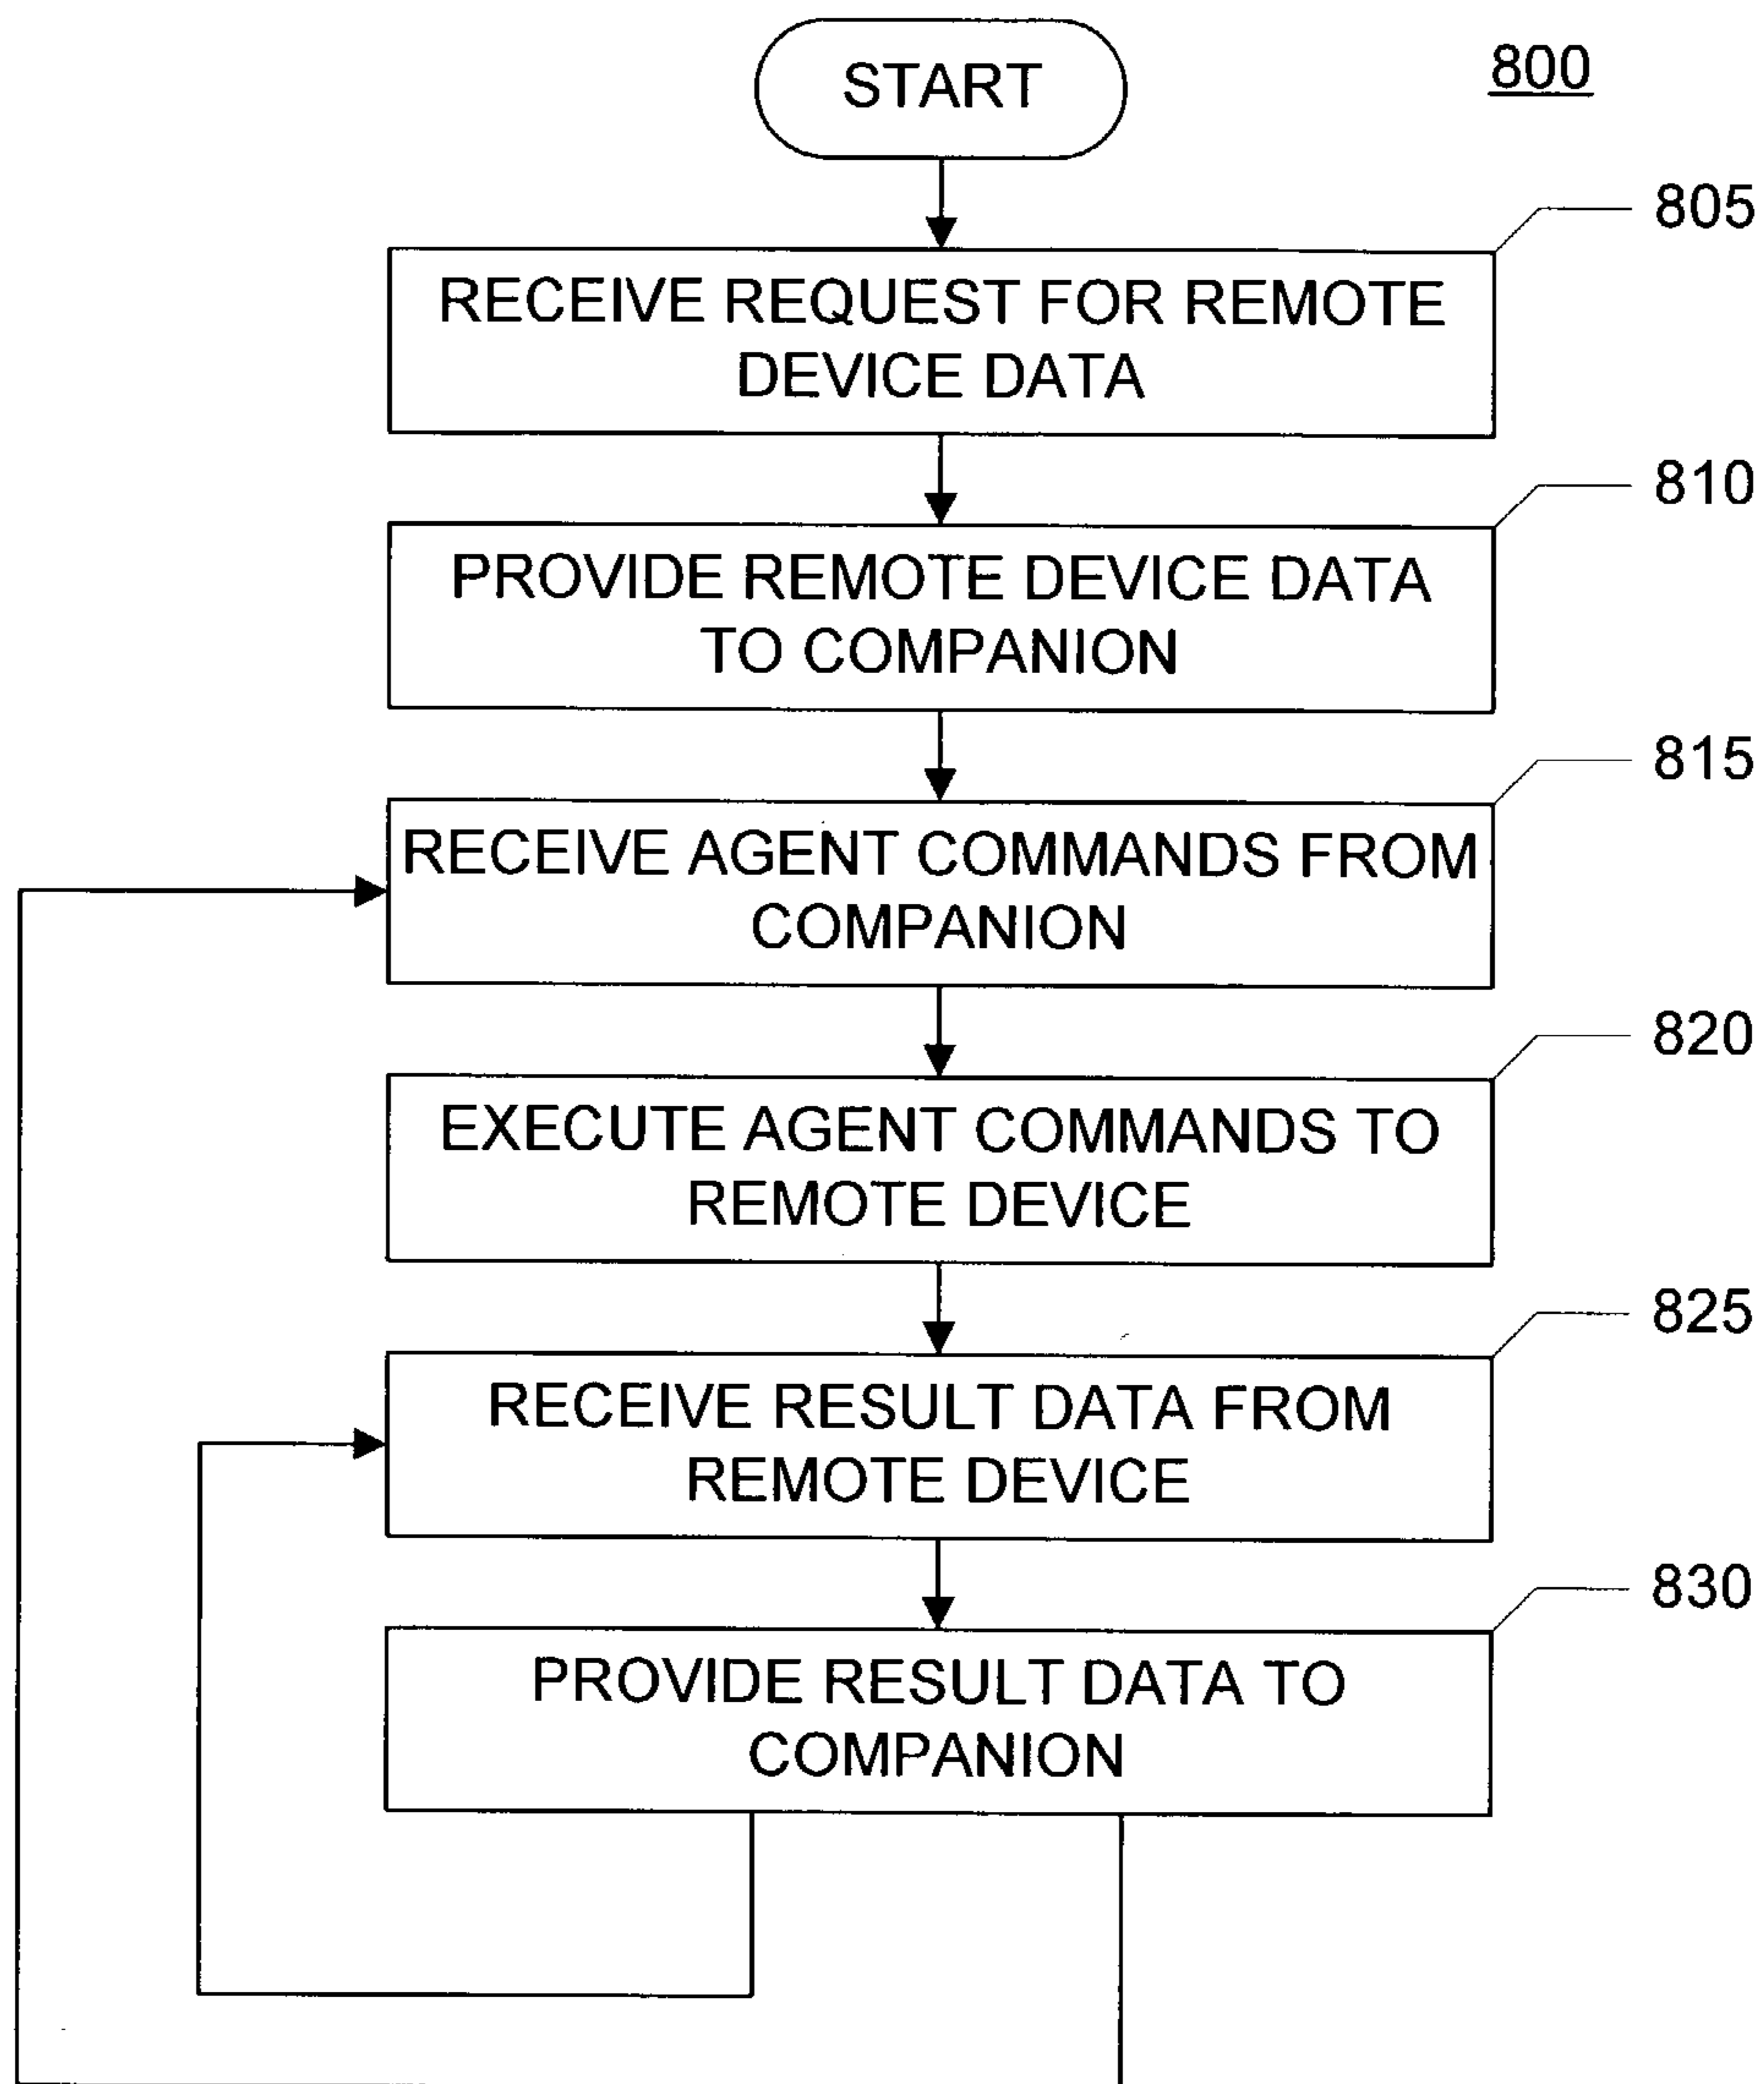 START
800
805
RECEIVE REQUEST FOR REMOTE
DEVICE DATA
810
PROVIDE REMOTE DEVICE DATA
TO COMPANION
815
RECEIVE AGENT COMMANDS FROM
COMPANION
820
EXECUTE AGENT COMMANDS TO
REMOTE DEVICE
825
RECEIVE RESULT DATA FROM
REMOTE DEVICE
830
PROVIDE RESULT DATA TO
COMPANION